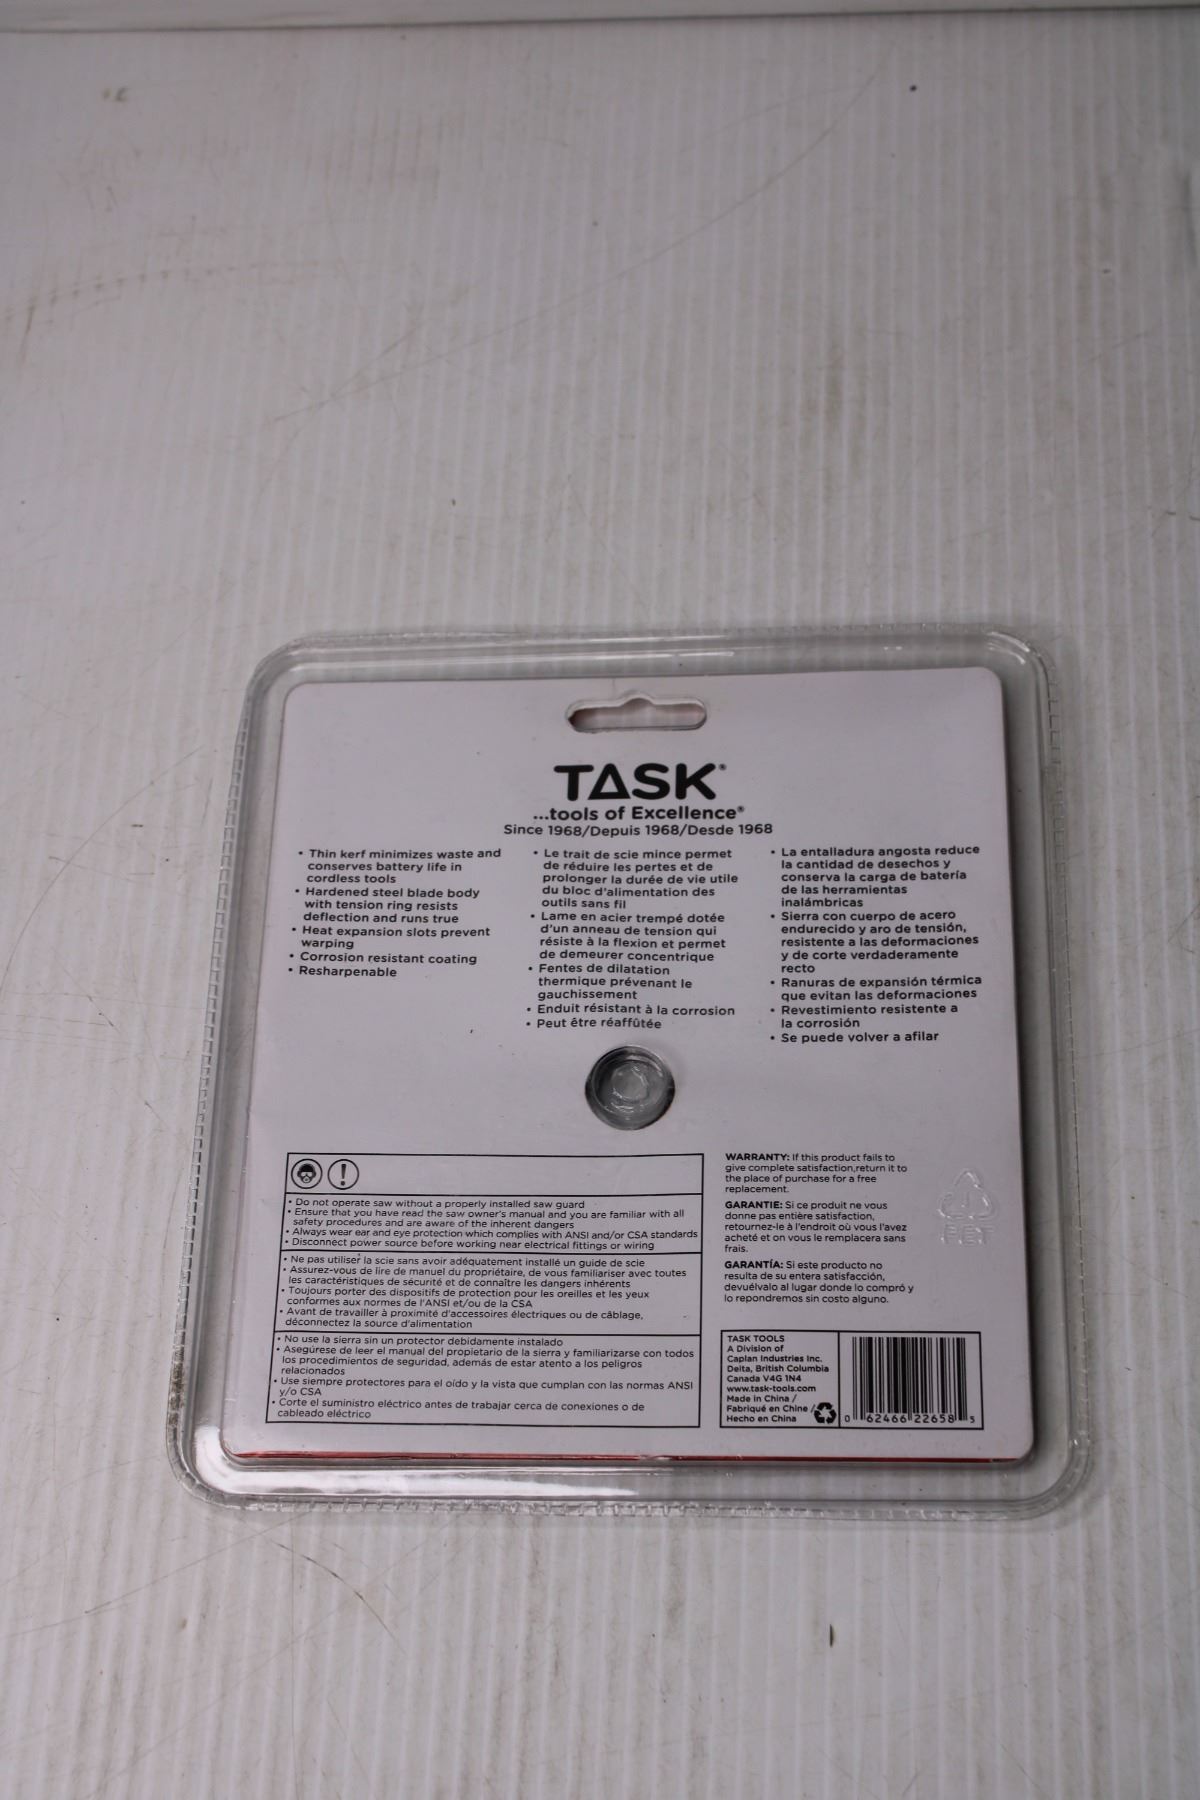 TASK®
...tools of Excellence®
Since 1968/Depuis 1968/Desde 1968
• Thin kerf minimizes waste and
conserves battery life in
cordless tools
• Hardened steel blade body
with tension ring resists
deflection and runs true
• Heat expansion slots prevent
warping
• Corrosion resistant coating
• Resharpenable
• Le trait de scie mince permet
de réduire les pertes et de
prolonger la durée de vie utile
du bloc d'alimentation des
outils sans fil
• Lame en acier trempé dotée
d'un anneau de tension qui
résiste à la flexion et permet
de demeurer concentrique
• Fentes de dilatation
thermique prévenant le
gauchissement
• Enduit résistant à la corrosion
• Peut être réaffûtée
• La entalladura angosta reduce
la cantidad de desechos y
conserva la carga de batería
de las herramientas
inalámbricas
• Sierra con cuerpo de acero
endurecido y aro de tensión,
resistente a las deformaciones
y de corte verdaderamente
recto
• Ranuras de expansión térmica
que evitan las deformaciones
• Revestimiento resistente a
la corrosión
• Se puede volver a afilar
• Do not operate saw without a properly installed saw guard
• Ensure that you have read the saw owner's manual and you are familiar with all
safety procedures and are aware of the inherent dangers
• Always wear ear and eye protection which complies with ANSI and/or CSA standards
• Disconnect power source before working near electrical fittings or wiring
• Ne pas utiliser la scie sans avoir adéquatement installé un guide de scie
• Assurez-vous de lire de manuel du propriétaire, de vous familiariser avec toutes
les caractéristiques de sécurité et de connaître les dangers inhérents
• Toujours porter des dispositifs de protection pour les oreilles et les yeux
conformes aux normes de l'ANSI et/ou de la CSA
• Avant de travailler à proximité d'accessoires électriques ou de câblage,
déconnectez la source d'alimentation
• No use la sierra sin un protector debidamente instalado
• Asegúrese de leer el manual del propietario de la sierra y familiarizarse con todos
los procedimientos de seguridad, además de estar atento a los peligros
relacionados
• Use siempre protectores para el oído y la vista que cumplan con las normas ANSI
y/o CSA
• Corte el suministro eléctrico antes de trabajar cerca de conexiones o de
cableado eléctrico
WARRANTY: If this product fails to
give complete satisfaction,return it to
the place of purchase for a free
replacement.
GARANTIE: Si ce produit ne vous
donne pas entière satisfaction,
retournez-le à l'endroit où vous l'avez
acheté et on vous le remplacera sans
frais.
GARANTÍA: Si este producto no
resulta de su entera satisfacción,
devuélvalo al lugar donde lo compró y
lo repondremos sin costo alguno.
PET
TASK TOOLS
A Division of
Caplan Industries Inc.
Delta, British Columbia
Canada V4G 1N4
www.task-tools.com
Made in China /
Fabriqué en Chine /
Hecho en China
0 62466 22658 5